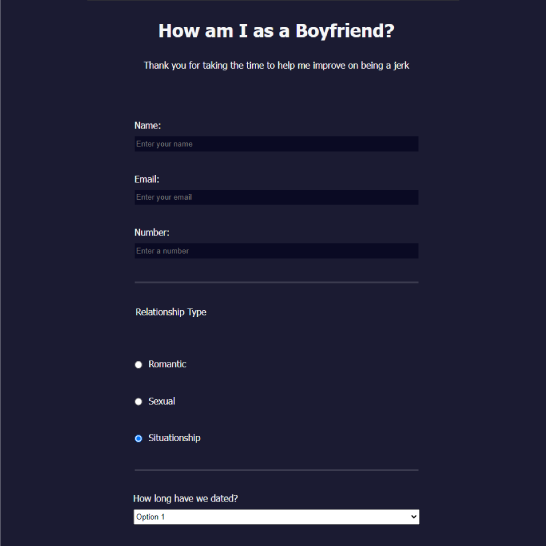 How am I as a Boyfriend?
Thank you for taking the time to help me improve on being a jerk
Name:
Enter your name
Email:
Enter your email
Number:
Enter a number
Relationship Type
Romantic
Sexual
Situationship
How long have we dated?
Option 1